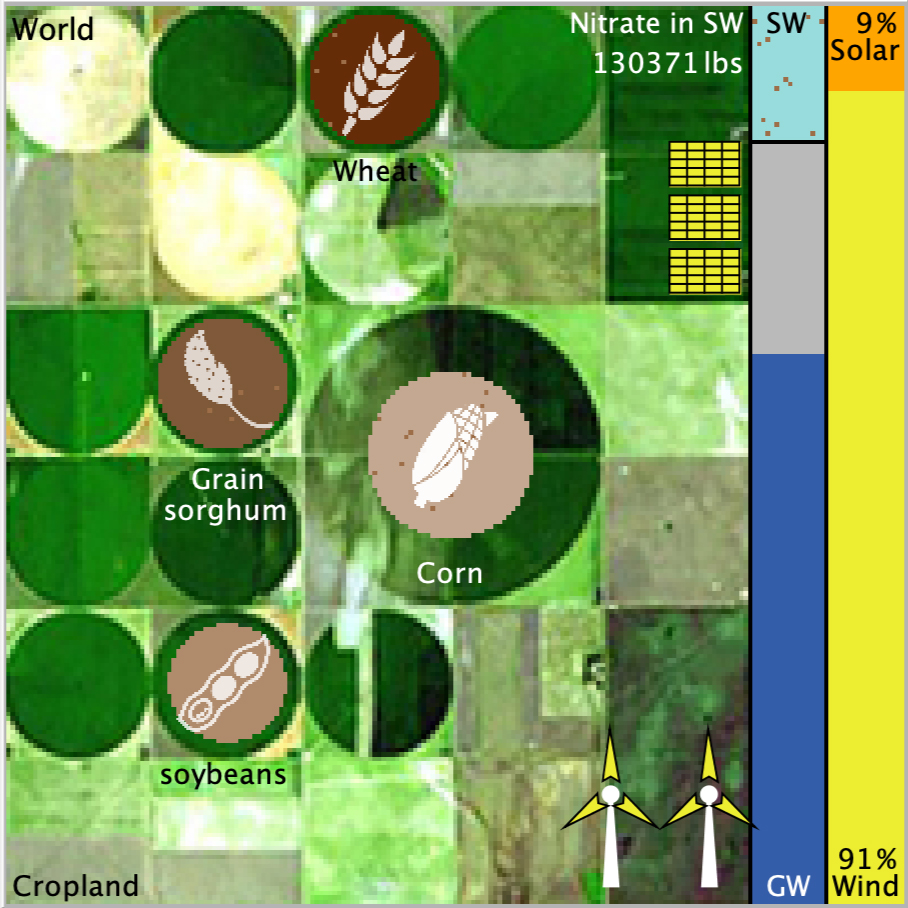 World
Nitrate in SW
130371 lbs
SW
9%
Solar
Wheat
Grain
sorghum
Corn
soybeans
Cropland
GW
91%
Wind